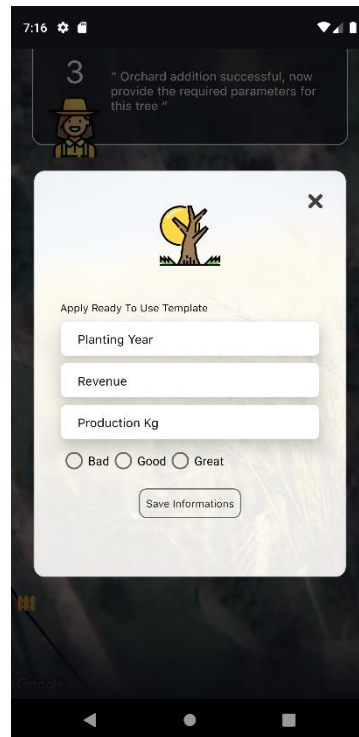 7:16
3
“ Orchard addition successful, now
provide the required parameters for
this tree ”
Apply Ready To Use Template
Planting Year
Revenue
Production Kg
Bad Good Great
Save Informations
Google